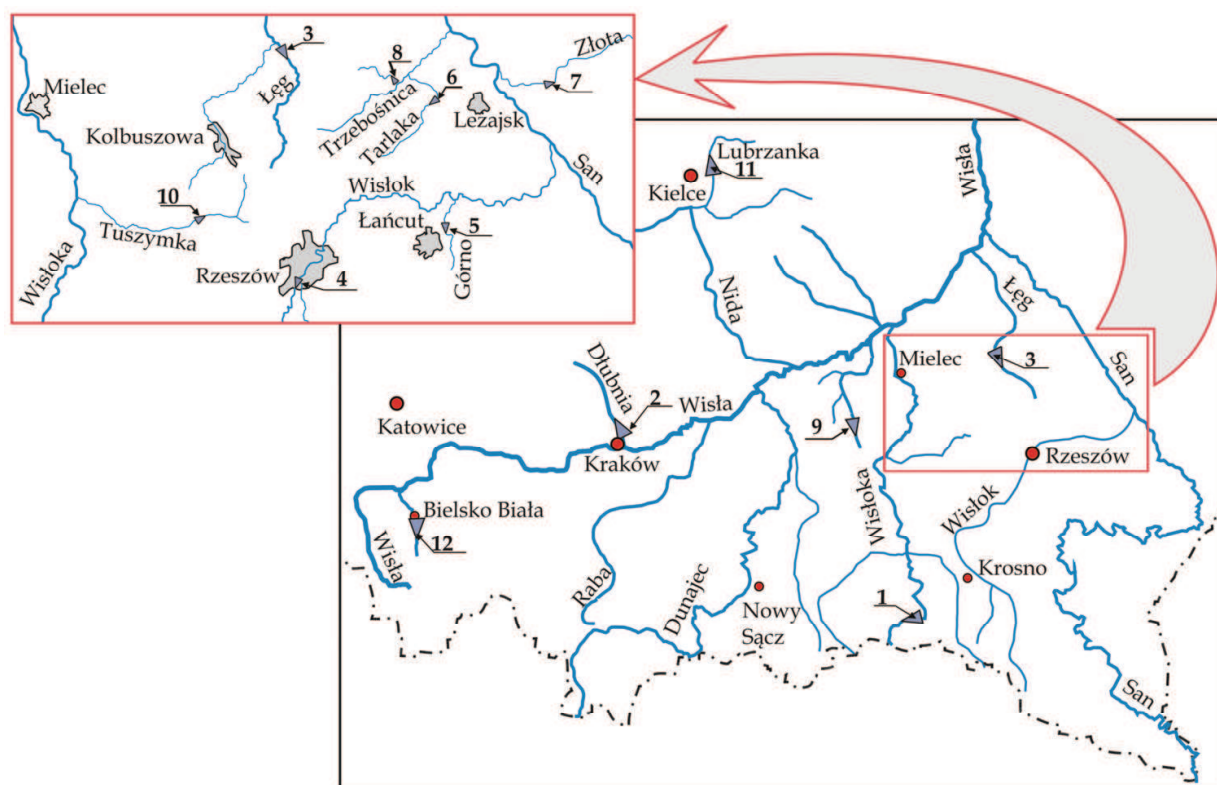 3
Złota
8
6
7
Mielec
Łęg
Trzebośnica
Tarlaka
Leżajsk
Kolbuszowa
San
10
Wisłok
Łańcut
5
Tuszymka
Górno
Rzeszów
4
Wisłoka
Lubrzanka
11
Kielce
Wisła
Nida
Łęg
3
Mielec
San
Dłubnia
2
Wisła
9
Katowice
Kraków
Rzeszów
Wisłoka
Wisłok
Bielsko Biała
12
Wisła
Raba
Dunajec
Nowy
Sącz
1
Krosno
San